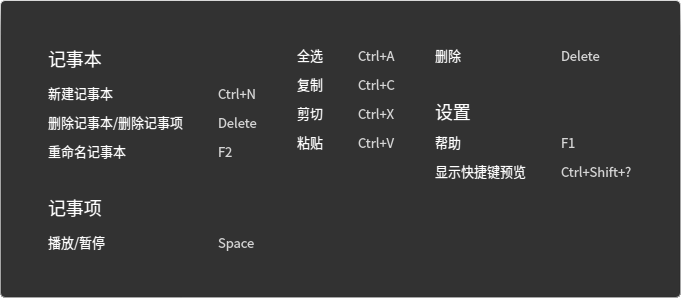 记事本
新建记事本 Ctrl+N
删除记事本/删除记事项 Delete
重命名记事本 F2
记事项
播放/暂停 Space
全选 Ctrl+A
复制 Ctrl+C
剪切 Ctrl+X
粘贴 Ctrl+V
删除 Delete
设置
帮助 F1
显示快捷键预览 Ctrl+Shift+?